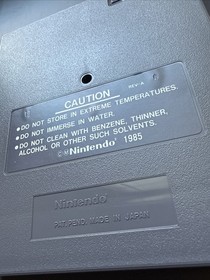 REV-A
CAUTION
• DO NOT STORE IN EXTREME TEMPERATURES.
• DO NOT IMMERSE IN WATER.
• DO NOT CLEAN WITH BENZENE, THINNER,
ALCOHOL OR OTHER SUCH SOLVENTS.
©Nintendo® 1985
Nintendo
PAT. PEND. MADE IN JAPAN